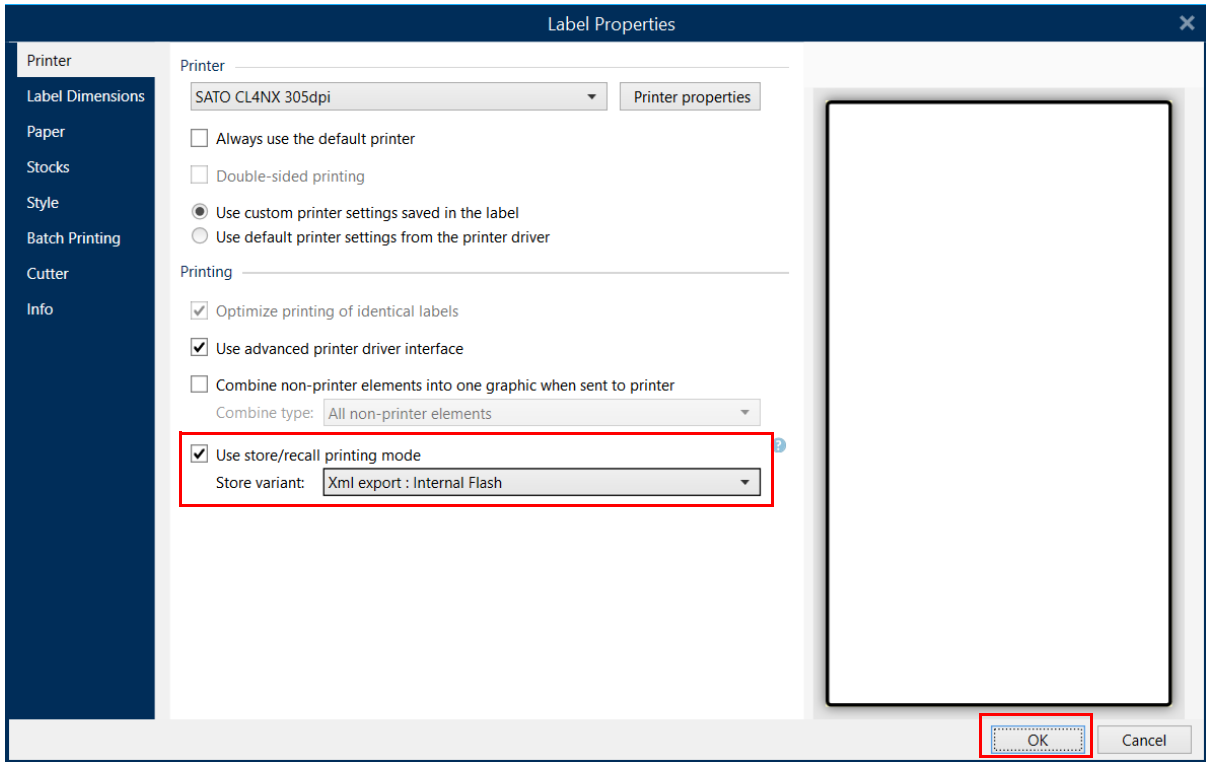 Label Properties
Printer
Label Dimensions
Paper
Stocks
Style
Batch Printing
Cutter
Info
Printer
SATO CL4NX 305dpi
Printer properties
Always use the default printer
Double-sided printing
Use custom printer settings saved in the label
Use default printer settings from the printer driver
Printing
Optimize printing of identical labels
Use advanced printer driver interface
Combine non-printer elements into one graphic when sent to printer
Combine type: All non-printer elements
?
Use store/recall printing mode
Store variant: Xml export : Internal Flash
OK
Cancel